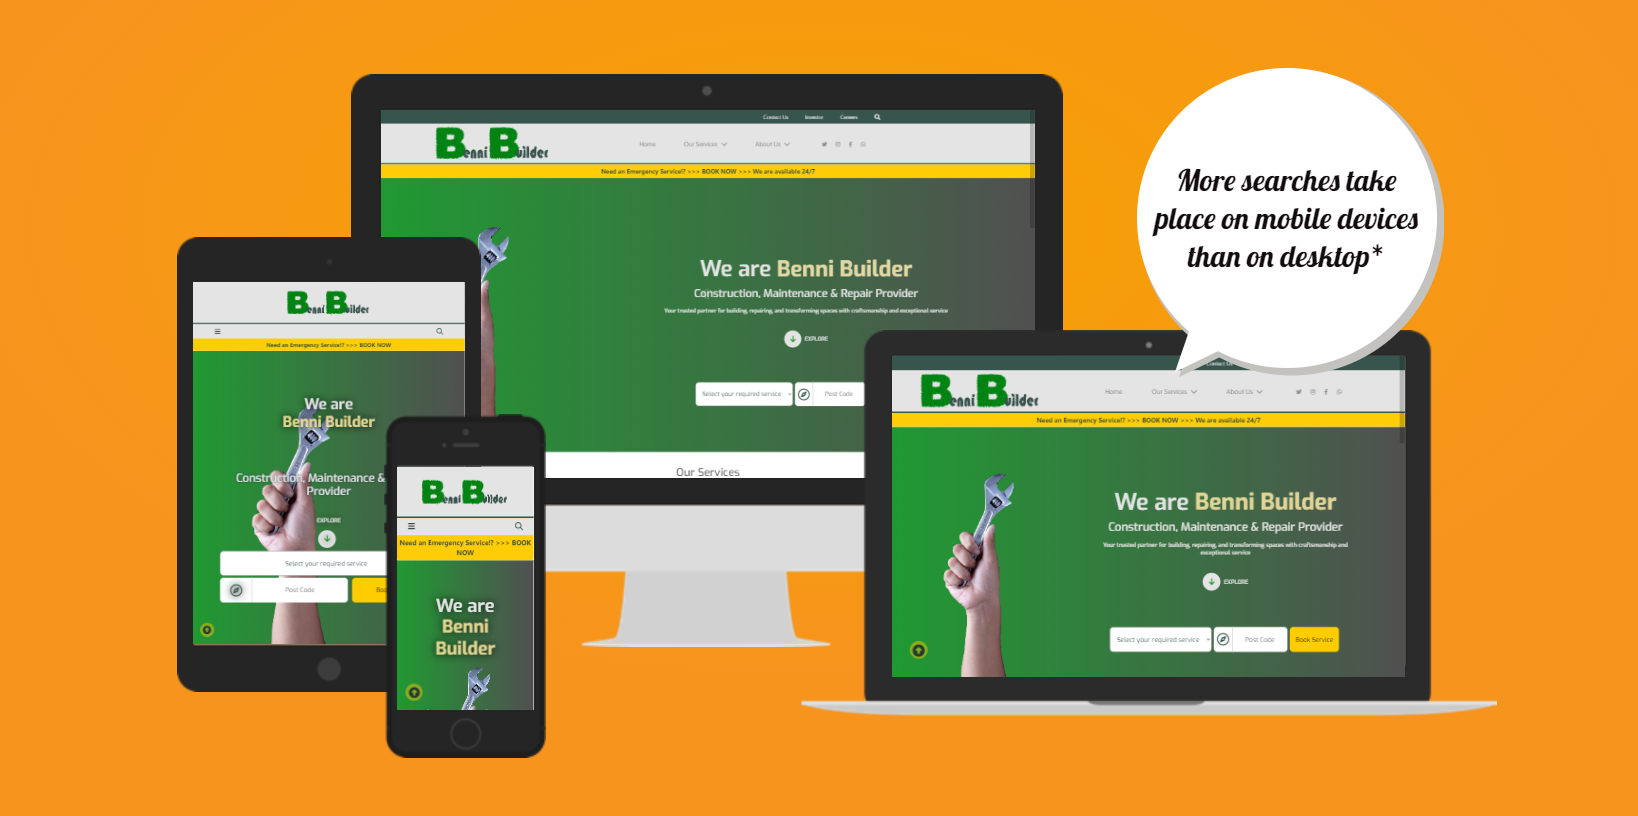 Contact Us Investor Careers
Benni Builder
Home Our Services About Us
Need an Emergency Service!? >>> BOOK NOW >>> We are available 24/7
We are Benni Builder
Construction, Maintenance & Repair Provider
Your trusted partner for building, repairing, and transforming spaces with craftsmanship and exceptional service
EXPLORE
Select your required service Post Code
Our Services
More searches take
place on mobile devices
than on desktop*
Benni Builder
Need an Emergency Service!? >>> BOOK NOW
We are
Benni Builder
Construction, Maintenance &
Provider
EXPLORE
Select your required service
Post Code Boo
Benni Builder
Need an Emergency Service!? >>> BOOK
NOW
We are
Benni
Builder
Contact Us
Benni Builder
Home Our Services About Us
Need an Emergency Service!? >>> BOOK NOW >>> We are available 24/7
We are Benni Builder
Construction, Maintenance & Repair Provider
Your trusted partner for building, repairing, and transforming spaces with craftsmanship and
exceptional service
EXPLORE
Select your required service Post Code Book Service